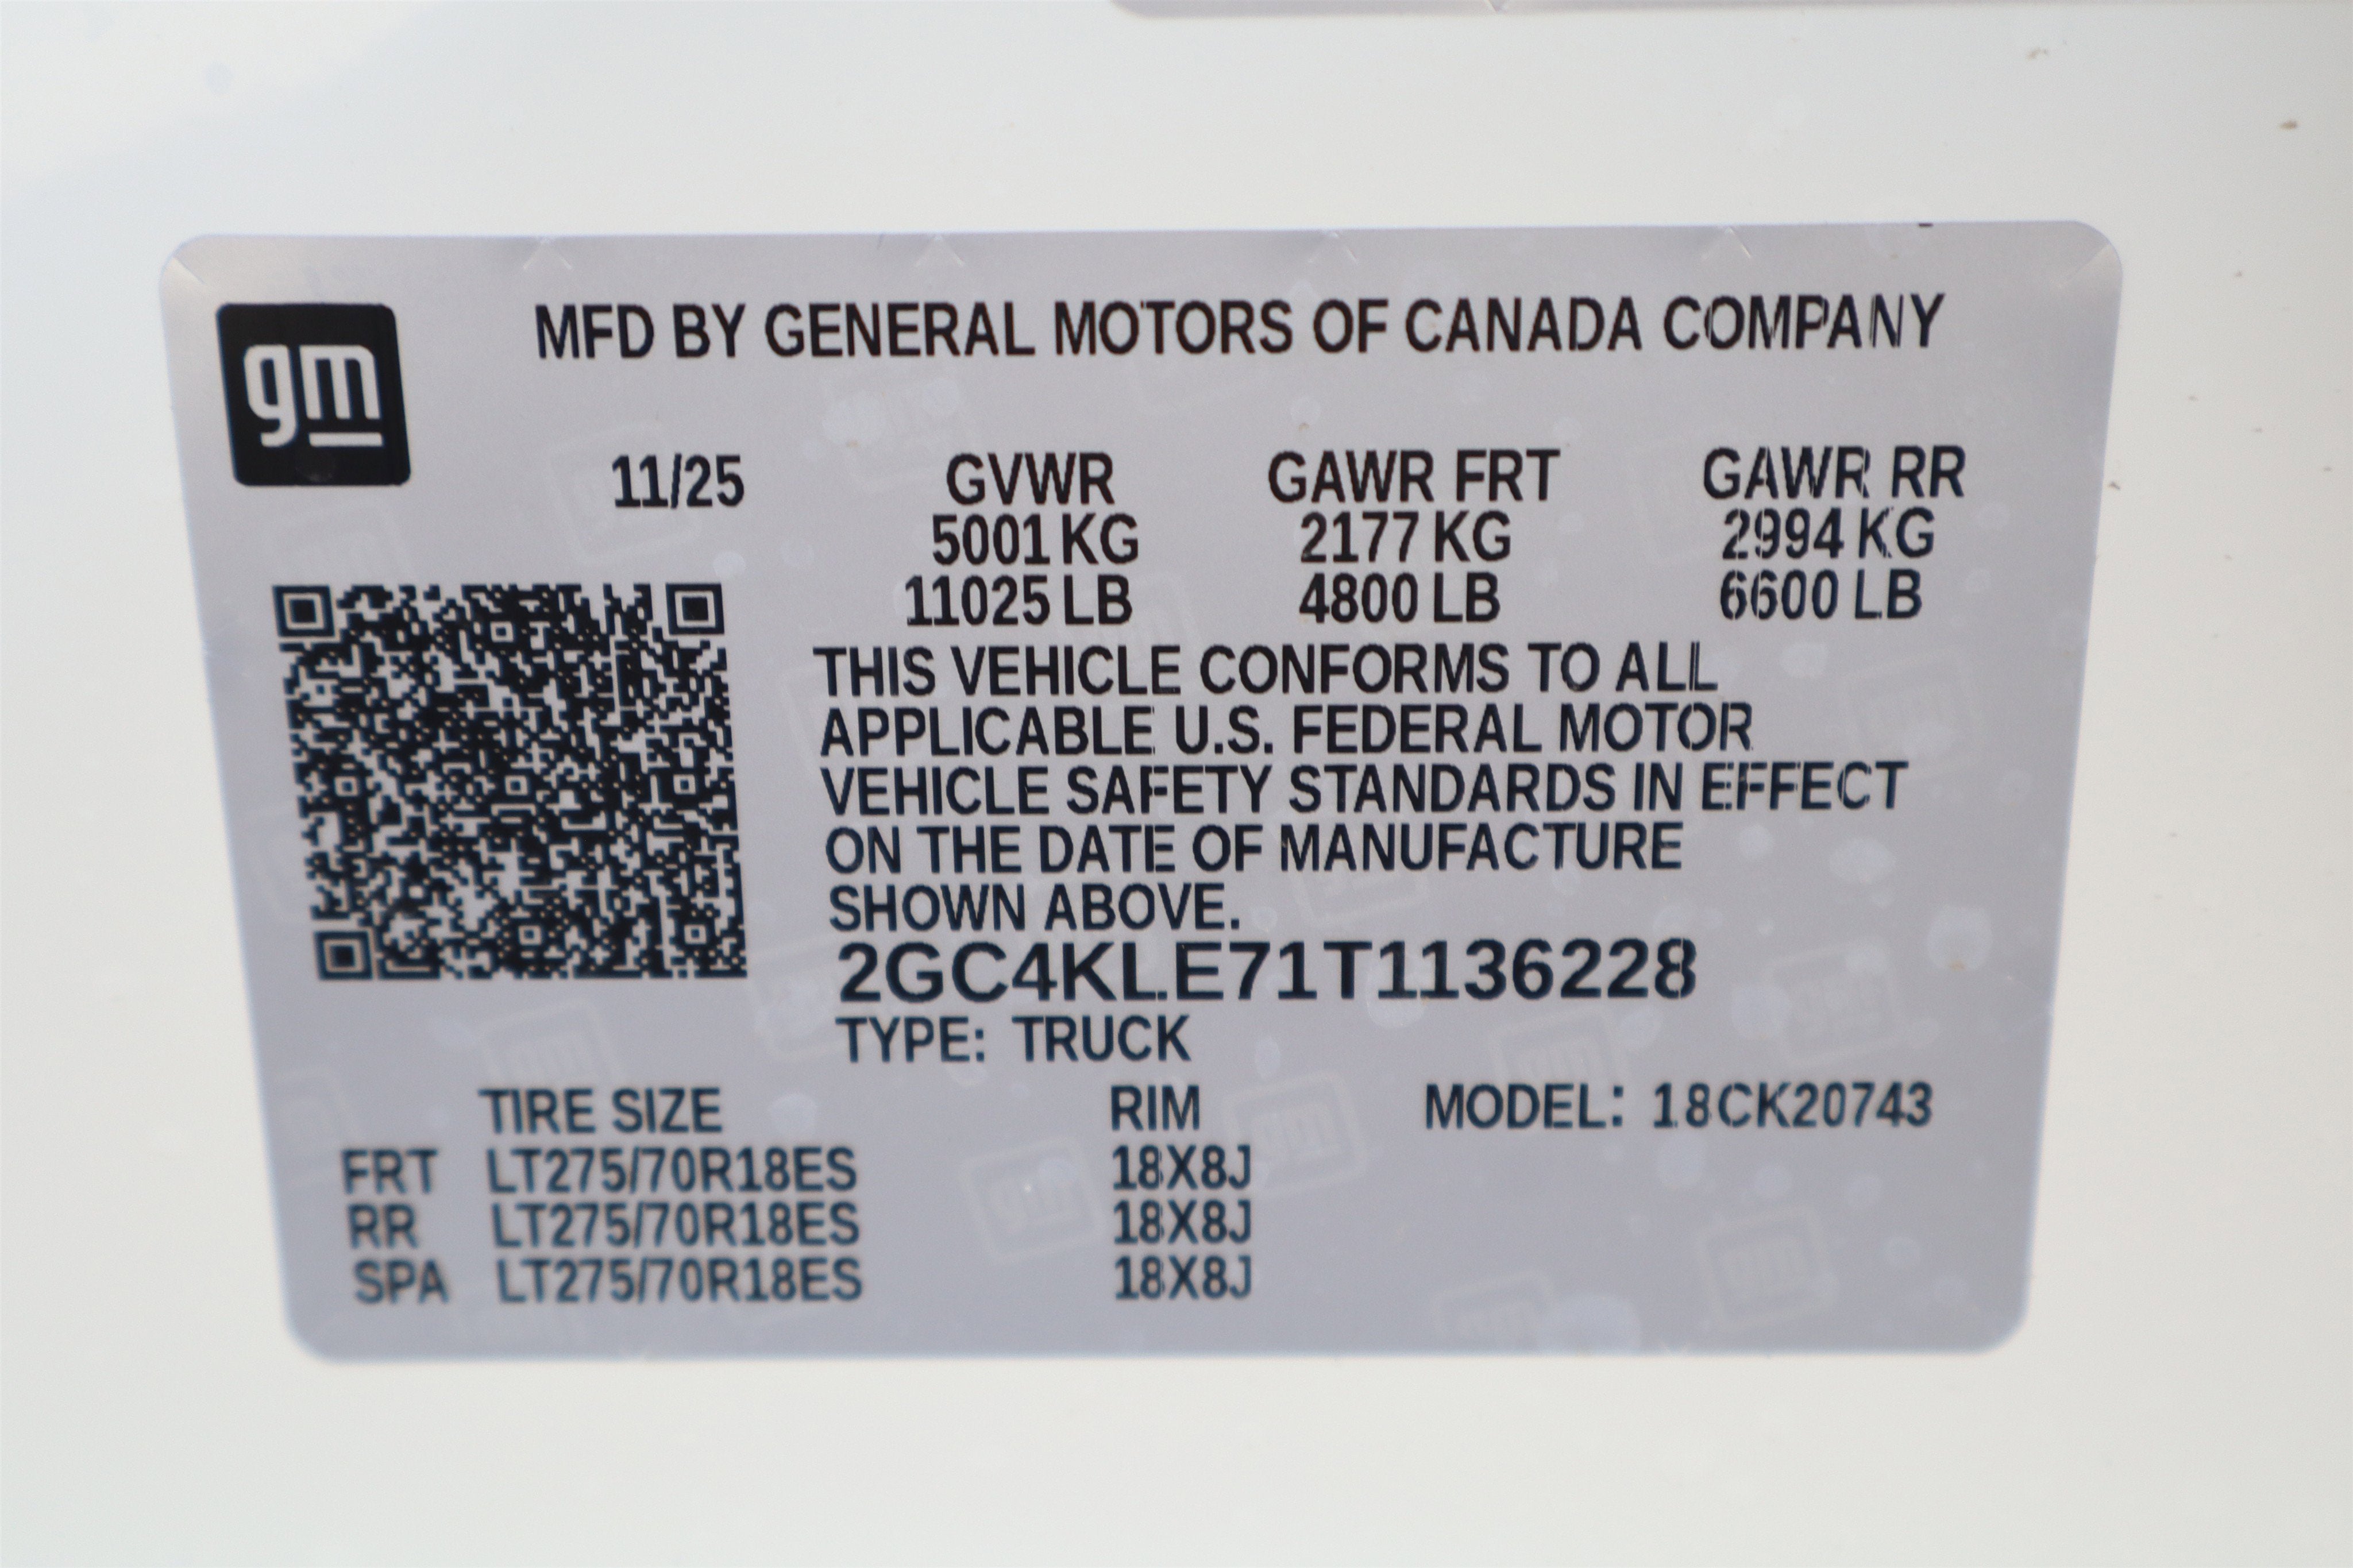 gm
MFD BY GENERAL MOTORS OF CANADA COMPANY
11/25 GVWR GAWR FRT GAWR RR
5001 KG 2177 KG 2994 KG
11025 LB 4800 LB 6600 LB
THIS VEHICLE CONFORMS TO ALL
APPLICABLE U.S. FEDERAL MOTOR
VEHICLE SAFETY STANDARDS IN EFFECT
ON THE DATE OF MANUFACTURE
SHOWN ABOVE.
2GC4KLE71T1136228
TYPE: TRUCK
TIRE SIZE RIM MODEL: 18CK20743
FRT LT275/70R18ES 18X8J
RR LT275/70R18ES 18X8J
SPA LT275/70R18ES 18X8J